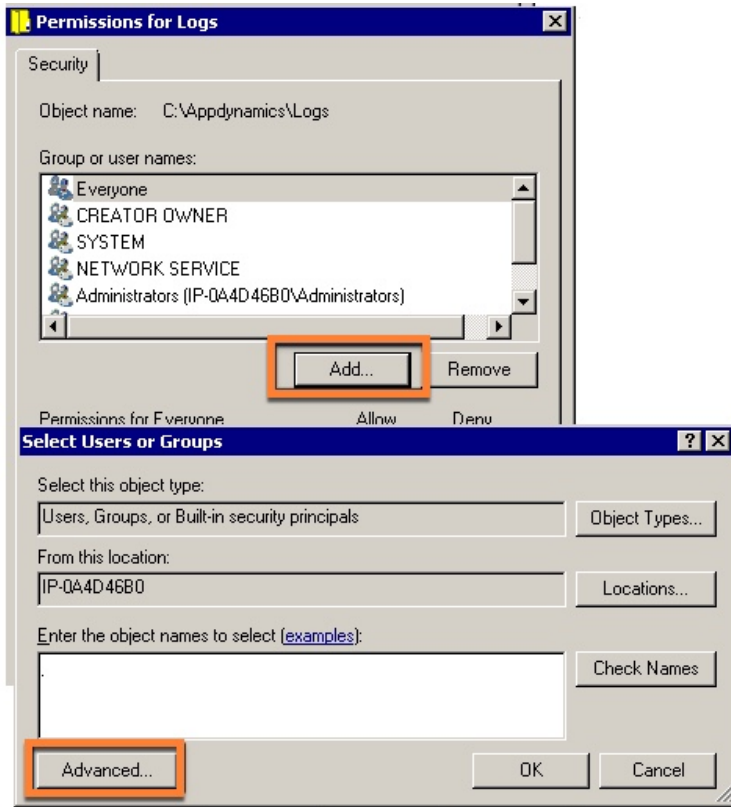 Permissions for Logs
Security
Object name: C:\Appdynamics\Logs
Group or user names:
Everyone
CREATOR OWNER
SYSTEM
NETWORK SERVICE
Administrators (IP-0A4D46B0\Administrators)
Add... Remove
Permissions for Everyone Allow Deny
Select Users or Groups
Select this object type:
Users, Groups, or Built-in security principals Object Types...
From this location:
IP-0A4D46B0 Locations...
Enter the object names to select (examples):
. Check Names
Advanced... OK Cancel